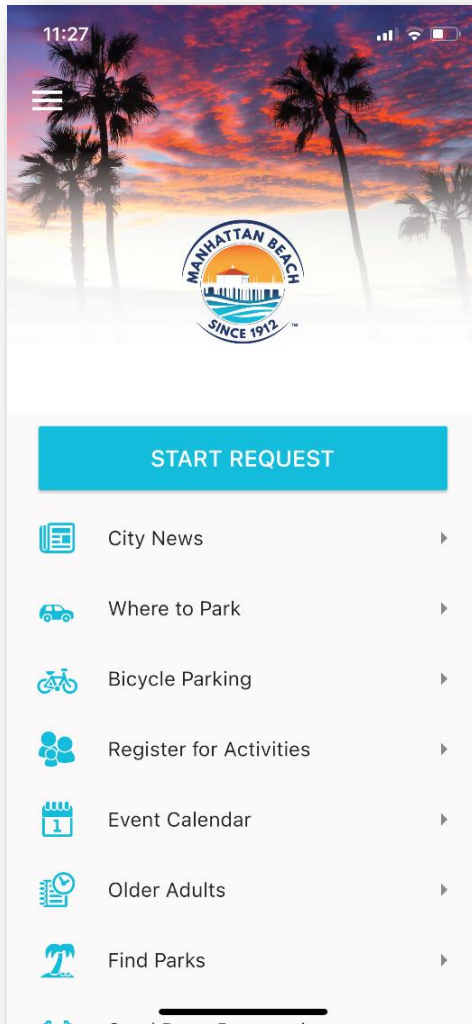 11:27
MANHATTAN BEACH
SINCE 1912 ™
START REQUEST
City News
Where to Park
Bicycle Parking
Register for Activities
1
Event Calendar
Older Adults
Find Parks